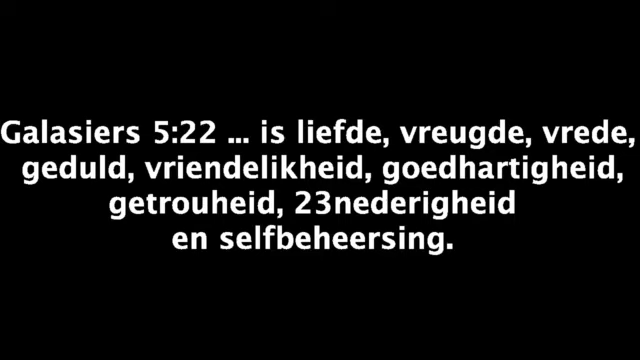 Galasiers 5:22 ... is liefde, vreugde, vrede,
geduld, vriendelikheid, goedhartigheid,
getrouheid, 23nederigheid
en selfbeheersing.